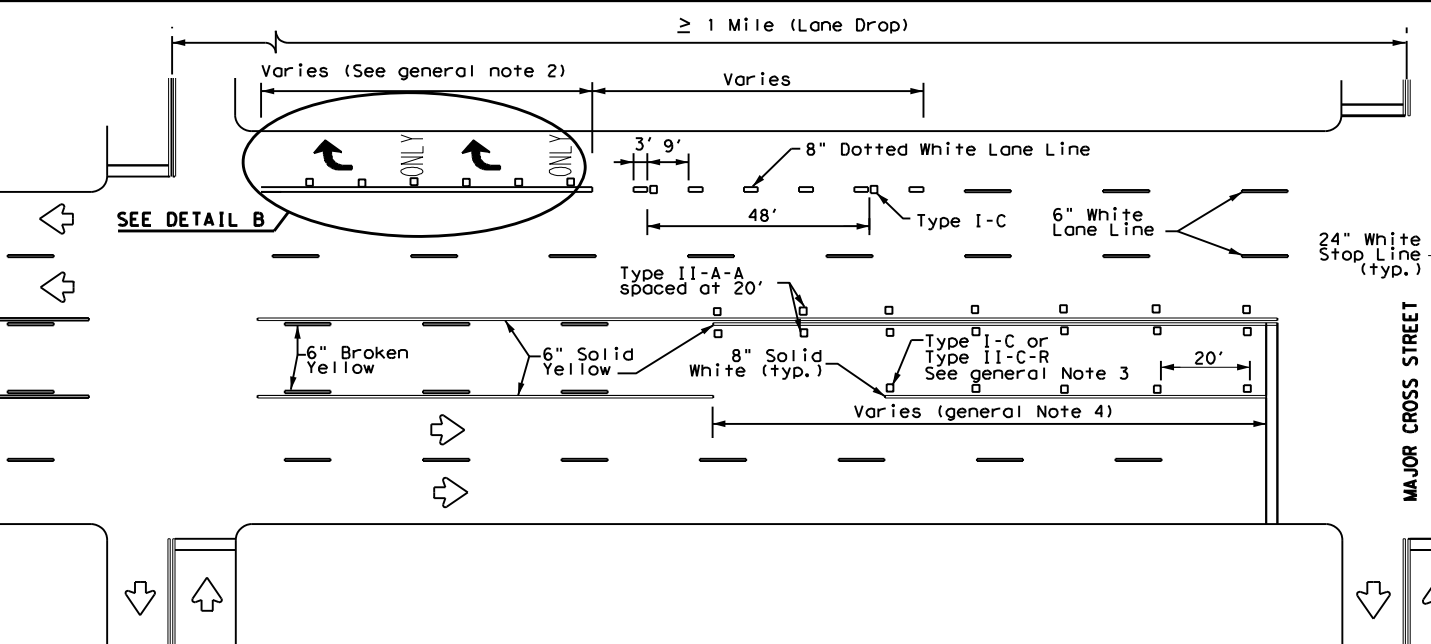 ≥ 1 Mile (Lane Drop)
Varies (See general note 2)
Varies
ONLY
ONLY
3' 9'
8" Dotted White Lane Line
SEE DETAIL B
48'
Type I-C
6" White
Lane Line
24" White
Stop Line
(typ.)
Type II-A-A
spaced at 20'
6" Broken
Yellow
6" Solid
Yellow
8" Solid
White (typ.)
Type I-C or
Type II-C-R
See general Note 3
20'
Varies (general Note 4)
MAJOR CROSS STREET